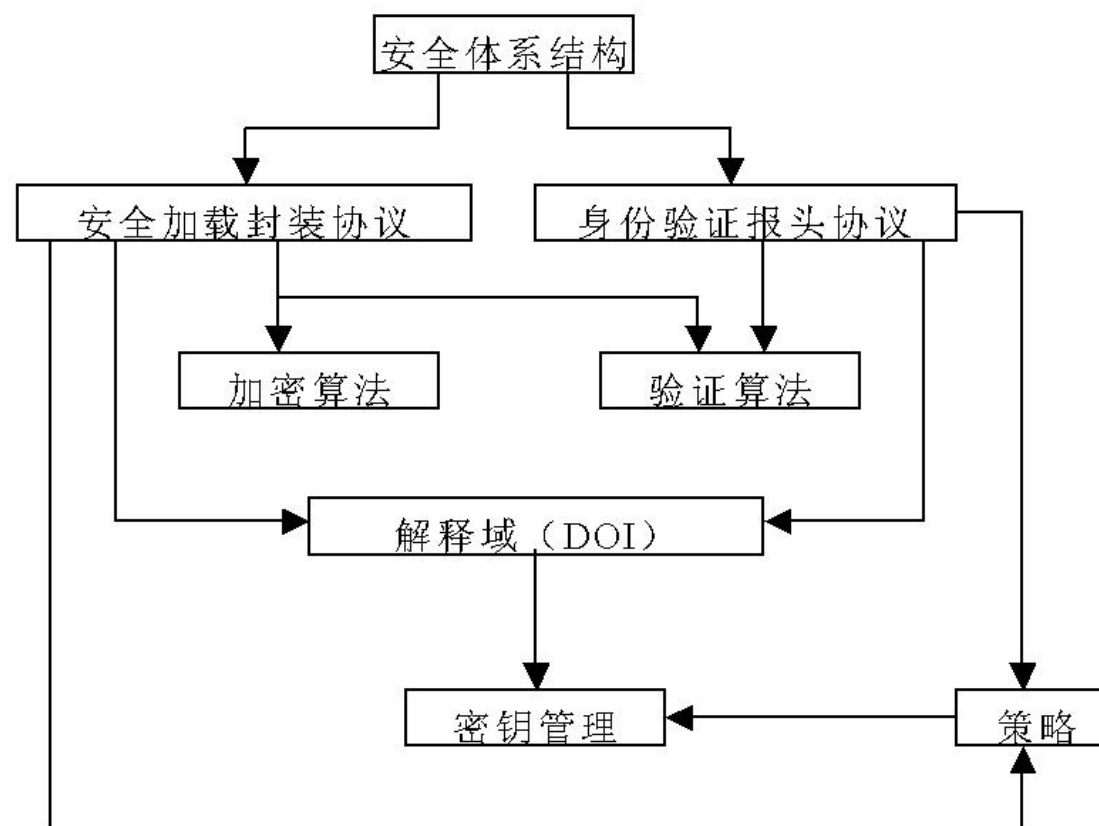 安全体系结构
安全加载封装协议
身份验证报头协议
加密算法
验证算法
解释域（DOI）
密钥管理
策略